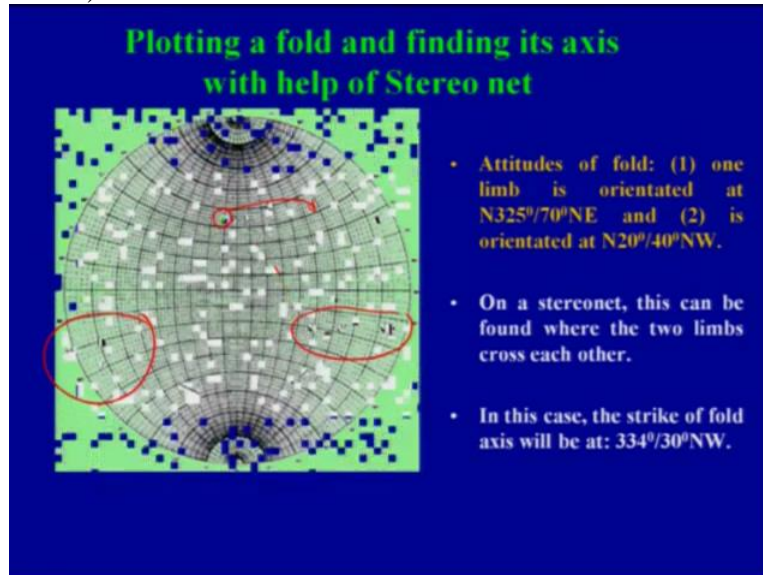 Plotting a fold and finding its axis
with help of Stereo net
• Attitudes of fold: (1) one
limb is orientated at
N325⁰/70⁰NE and (2) is
orientated at N20⁰/40⁰NW.
• On a stereonet, this can be
found where the two limbs
cross each other.
• In this case, the strike of fold
axis will be at: 334⁰/30⁰NW.